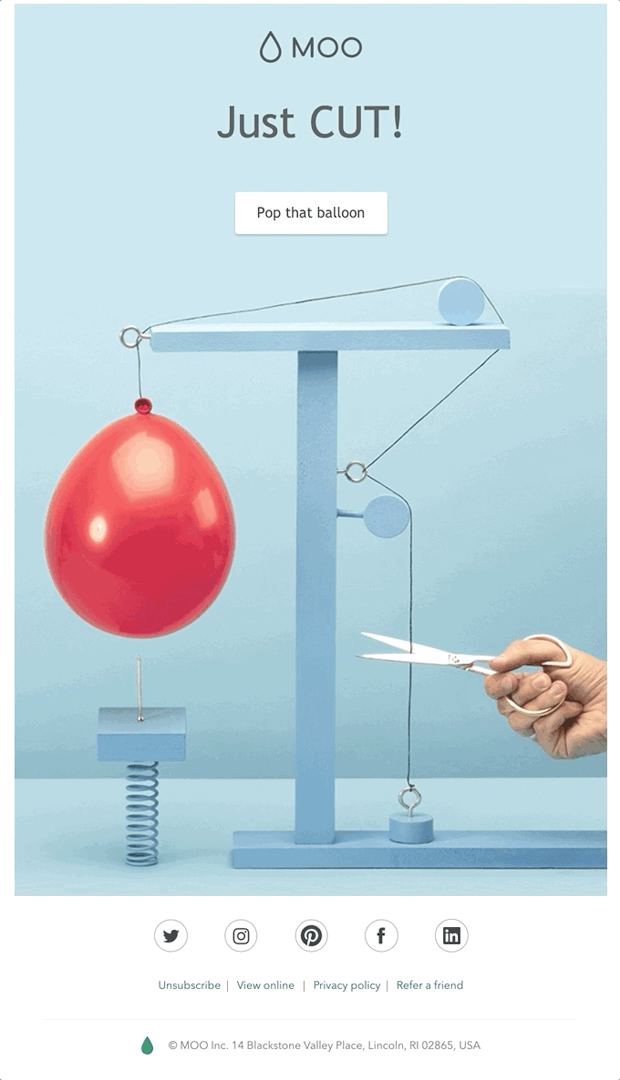 MOO
Just CUT!
Pop that balloon
Unsubscribe | View online | Privacy policy | Refer a friend
© MOO Inc. 14 Blackstone Valley Place, Lincoln, RI 02865, USA